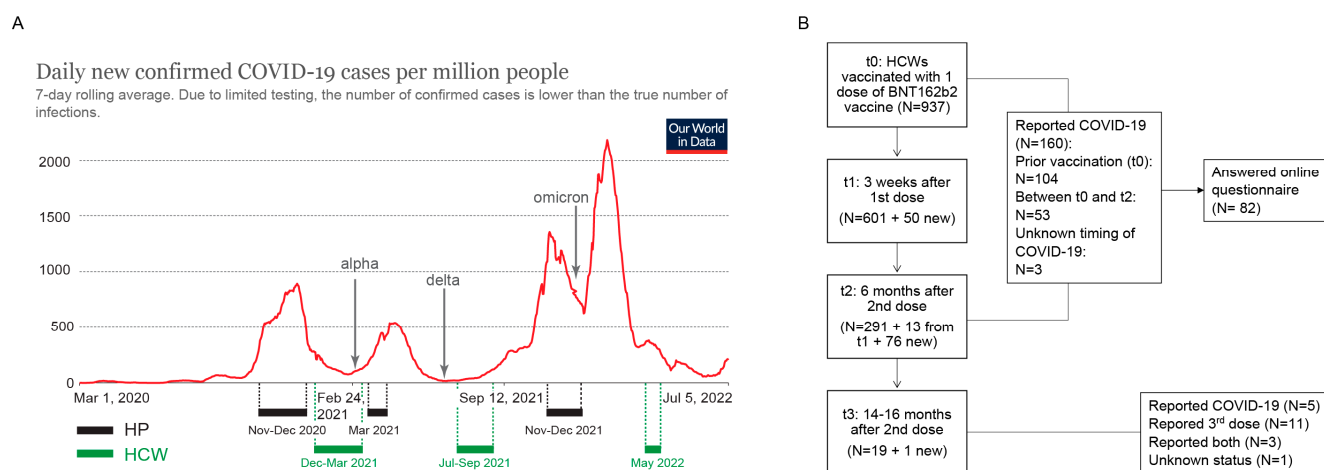 A
Daily new confirmed COVID-19 cases per million people
7-day rolling average. Due to limited testing, the number of confirmed cases is lower than the true number of
infections.
Our World
in Data
2000
1500
1000
500
0
alpha
delta
omicron
Mar 1, 2020
Feb 24,
2021
Sep 12, 2021
Jul 5, 2022
HP
HCW
Nov-Dec 2020
Mar 2021
Nov-Dec 2021
Dec-Mar 2021
Jul-Sep 2021
May 2022
B
t0: HCWs
vaccinated with 1
dose of BNT162b2
vaccine (N=937)
t1: 3 weeks after
1st dose
(N=601 + 50 new)
t2: 6 months after
2nd dose
(N=291 + 13 from
t1 + 76 new)
t3: 14-16 months
after 2nd dose
(N=19 + 1 new)
Reported COVID-19
(N=160):
Prior vaccination (t0):
N=104
Between t0 and t2:
N=53
Unknown timing of
COVID-19:
N=3
Answered online
questionnaire
(N= 82)
Reported COVID-19 (N=5)
Repored 3rd dose (N=11)
Reported both (N=3)
Unknown status (N=1)